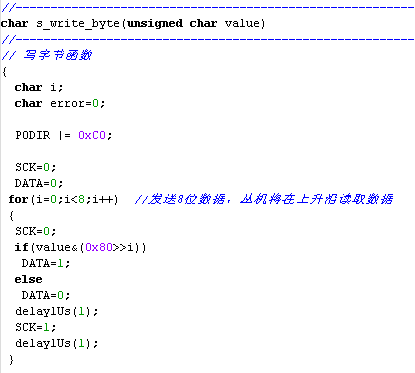 //------------------------------------------------------------
char s_write_byte(unsigned char value)
//------------------------------------------------------------
// 写字节函数
{
char i;
char error=0;
P0DIR |= 0xC0;
SCK=0;
DATA=0;
for(i=0;i<8;i++) //发送8位数据，丛机将在上升沿读取数据
{
SCK=0;
if(value&(0x80>>i))
DATA=1;
else
DATA=0;
delay1Us(1);
SCK=1;
delay1Us(1);
}